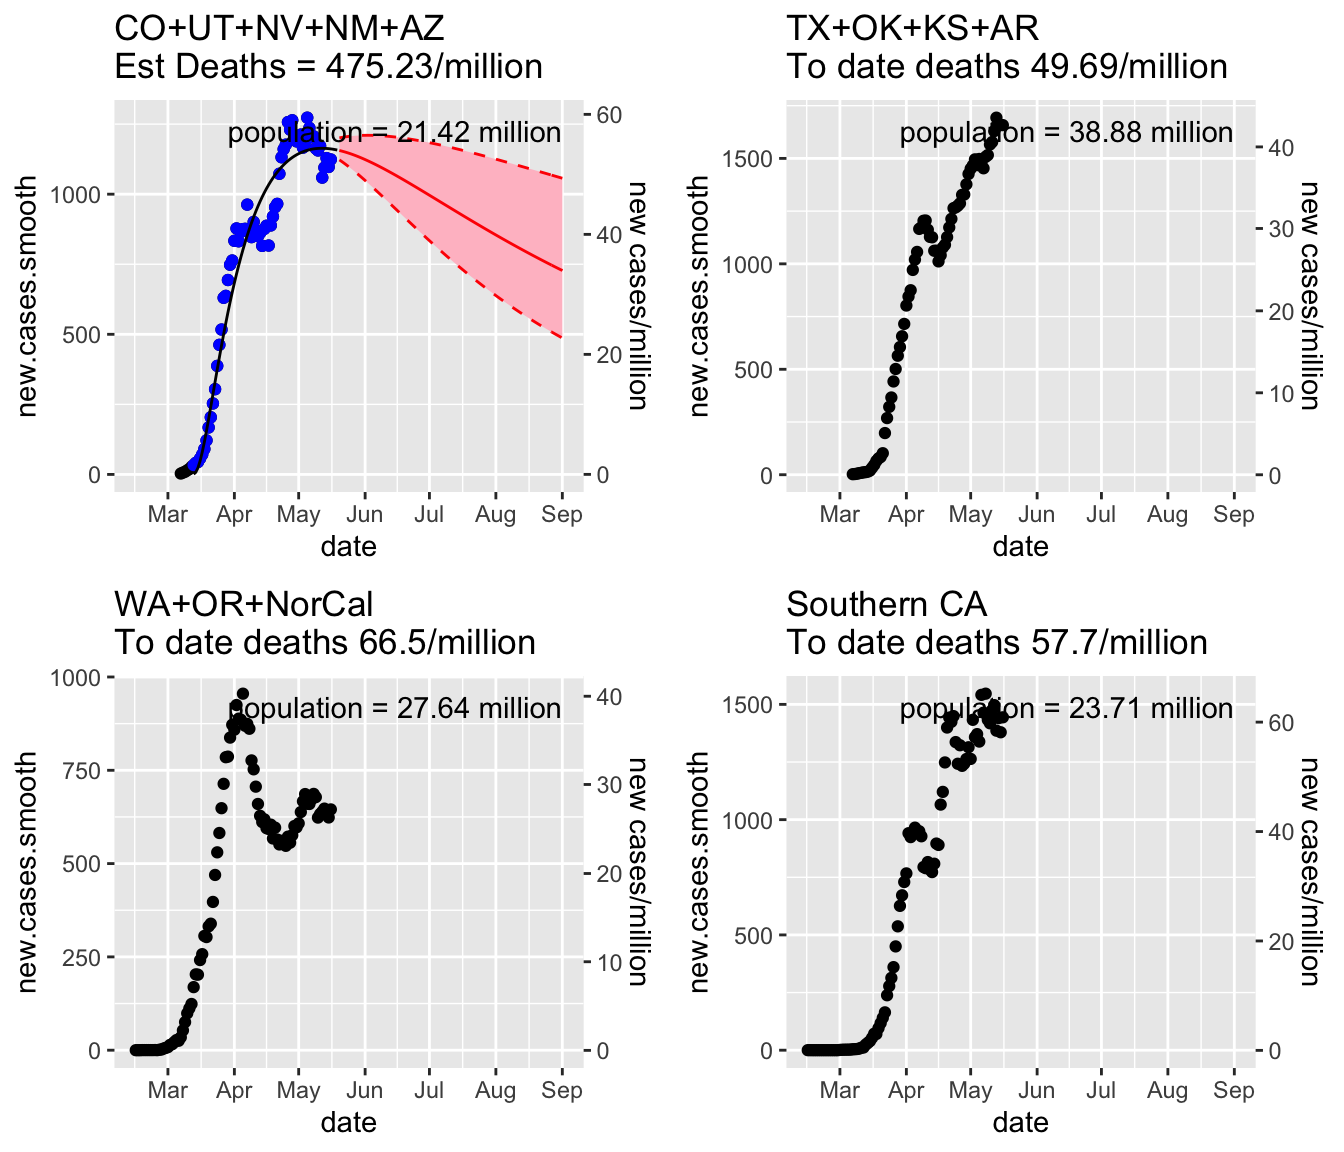 CO+UT+NV+NM+AZ
Est Deaths = 475.23/million
population = 21.42 million
new.cases.smooth
1000
500
0
60
40
20
0
new cases/million
Mar Apr May Jun Jul Aug Sep
date
TX+OK+KS+AR
To date deaths 49.69/million
population = 38.88 million
new.cases.smooth
1500
1000
500
0
40
30
20
10
0
new cases/million
Mar Apr May Jun Jul Aug Sep
date
WA+OR+NorCal
To date deaths 66.5/million
population = 27.64 million
new.cases.smooth
1000
750
500
250
0
40
30
20
10
0
new cases/million
Mar Apr May Jun Jul Aug Sep
date
Southern CA
To date deaths 57.7/million
population = 23.71 million
new.cases.smooth
1500
1000
500
0
60
40
20
0
new cases/million
Mar Apr May Jun Jul Aug Sep
date